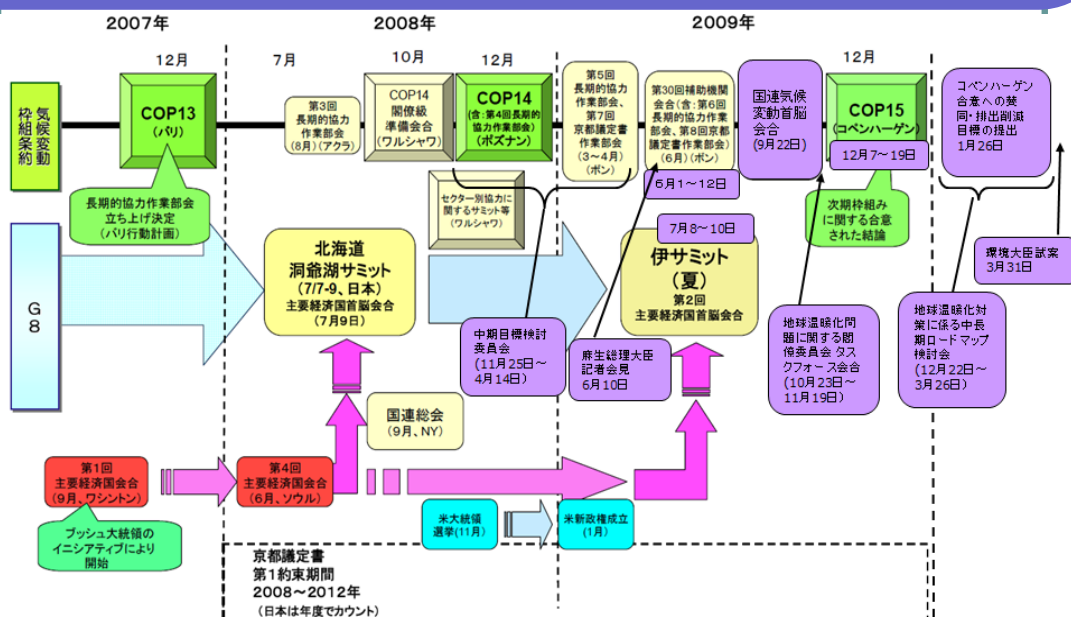 2007年
2008年
2009年
12月
7月
10月
12月
12月
気候変動
枠組条約
COP13
(バリ)
第3回
長期的協力
作業部会
(8月)(アクラ)
COP14
閣僚級
準備会合
(ワルシャワ)
COP14
(含:第4回長期的
協力作業部会)
(ポズナン)
第5回
長期的協力
作業部会、
第7回
京都議定書
作業部会
(3~4月)
(ボン)
第30回補助機関
会合(含:第6回
長期的協力作業
部会、第8回京都
議定書作業部会)
(6月)(ボン)
6月1~12日
国連気候
変動首脳
会合
(9月22日)
COP15
(コペンハーゲン)
12月7~19日
コペンハーゲン
合意への賛
同・排出削減
目標の提出
1月26日
長期的協力作業部会
立ち上げ決定
(バリ行動計画)
セクター別協力に
関するサミット等
(ワルシャワ)
次期枠組み
に関する合意
された結論
G8
北海道
洞爺湖サミット
(7/7-9、日本)
主要経済国首脳会合
(7月9日)
7月8~10日
伊サミット
(夏)
第2回
主要経済国首脳会合
環境大臣試案
3月31日
中期目標検討
委員会
(11月25日~
4月14日)
麻生総理大臣
記者会見
6月10日
地球温暖化問
題に関する閣
僚委員会 タス
クフォース会合
(10月23日~
11月19日)
地球温暖化対
策に係る中長
期ロードマップ
検討会
(12月22日~
3月26日)
国連総会
(9月、NY)
第1回
主要経済国会合
(9月、ワシントン)
第4回
主要経済国会合
(6月、ソウル)
ブッシュ大統領の
イニシアティブにより
開始
米大統領
選挙(11月)
米新政権成立
(1月)
京都議定書
第1約束期間
2008~2012年
(日本は年度でカウント)